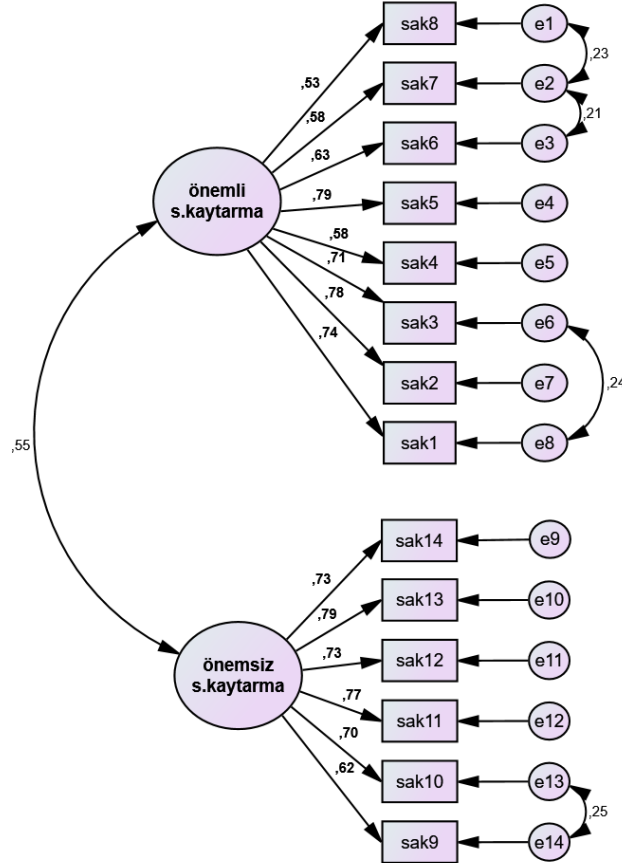 sak8
e1
,23
,53
sak7
e2
,58
,21
sak6
e3
,63
önemli
s.kaytarma
,79
sak5
e4
,58
sak4
e5
,71
sak3
e6
,78
sak2
e7
,24
,74
sak1
e8
,55
sak14
e9
,73
sak13
e10
,79
önemsiz
s.kaytarma
,73
sak12
e11
,77
sak11
e12
,70
sak10
e13
,62
,25
sak9
e14